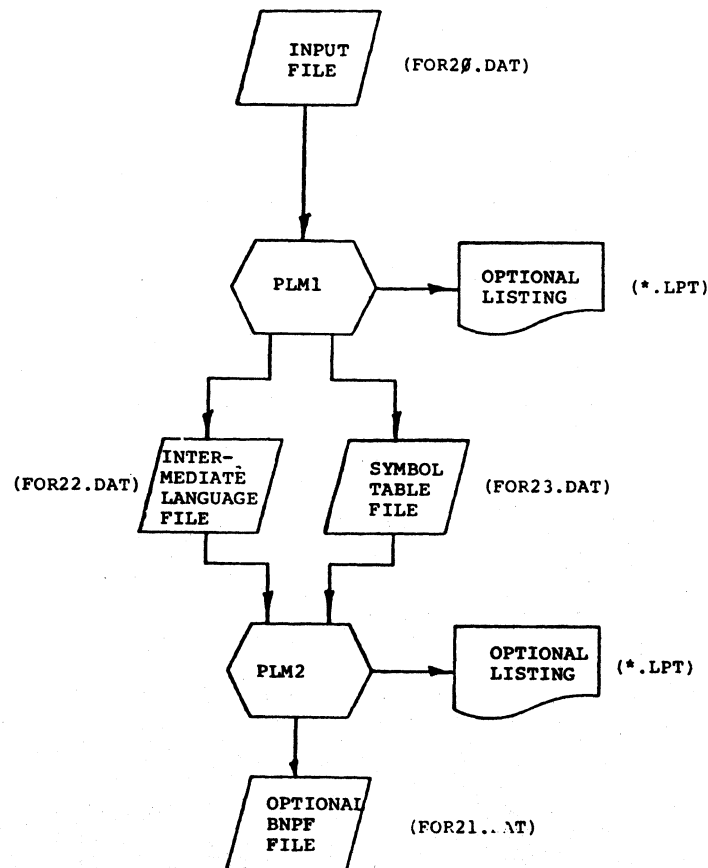 INPUT
FILE
(FOR20.DAT)
PLM1
OPTIONAL
LISTING
(*.LPT)
INTER-
MEDIATE
LANGUAGE
FILE
(FOR22.DAT)
SYMBOL
TABLE
FILE
(FOR23.DAT)
PLM2
OPTIONAL
LISTING
(*.LPT)
OPTIONAL
BNPF
FILE